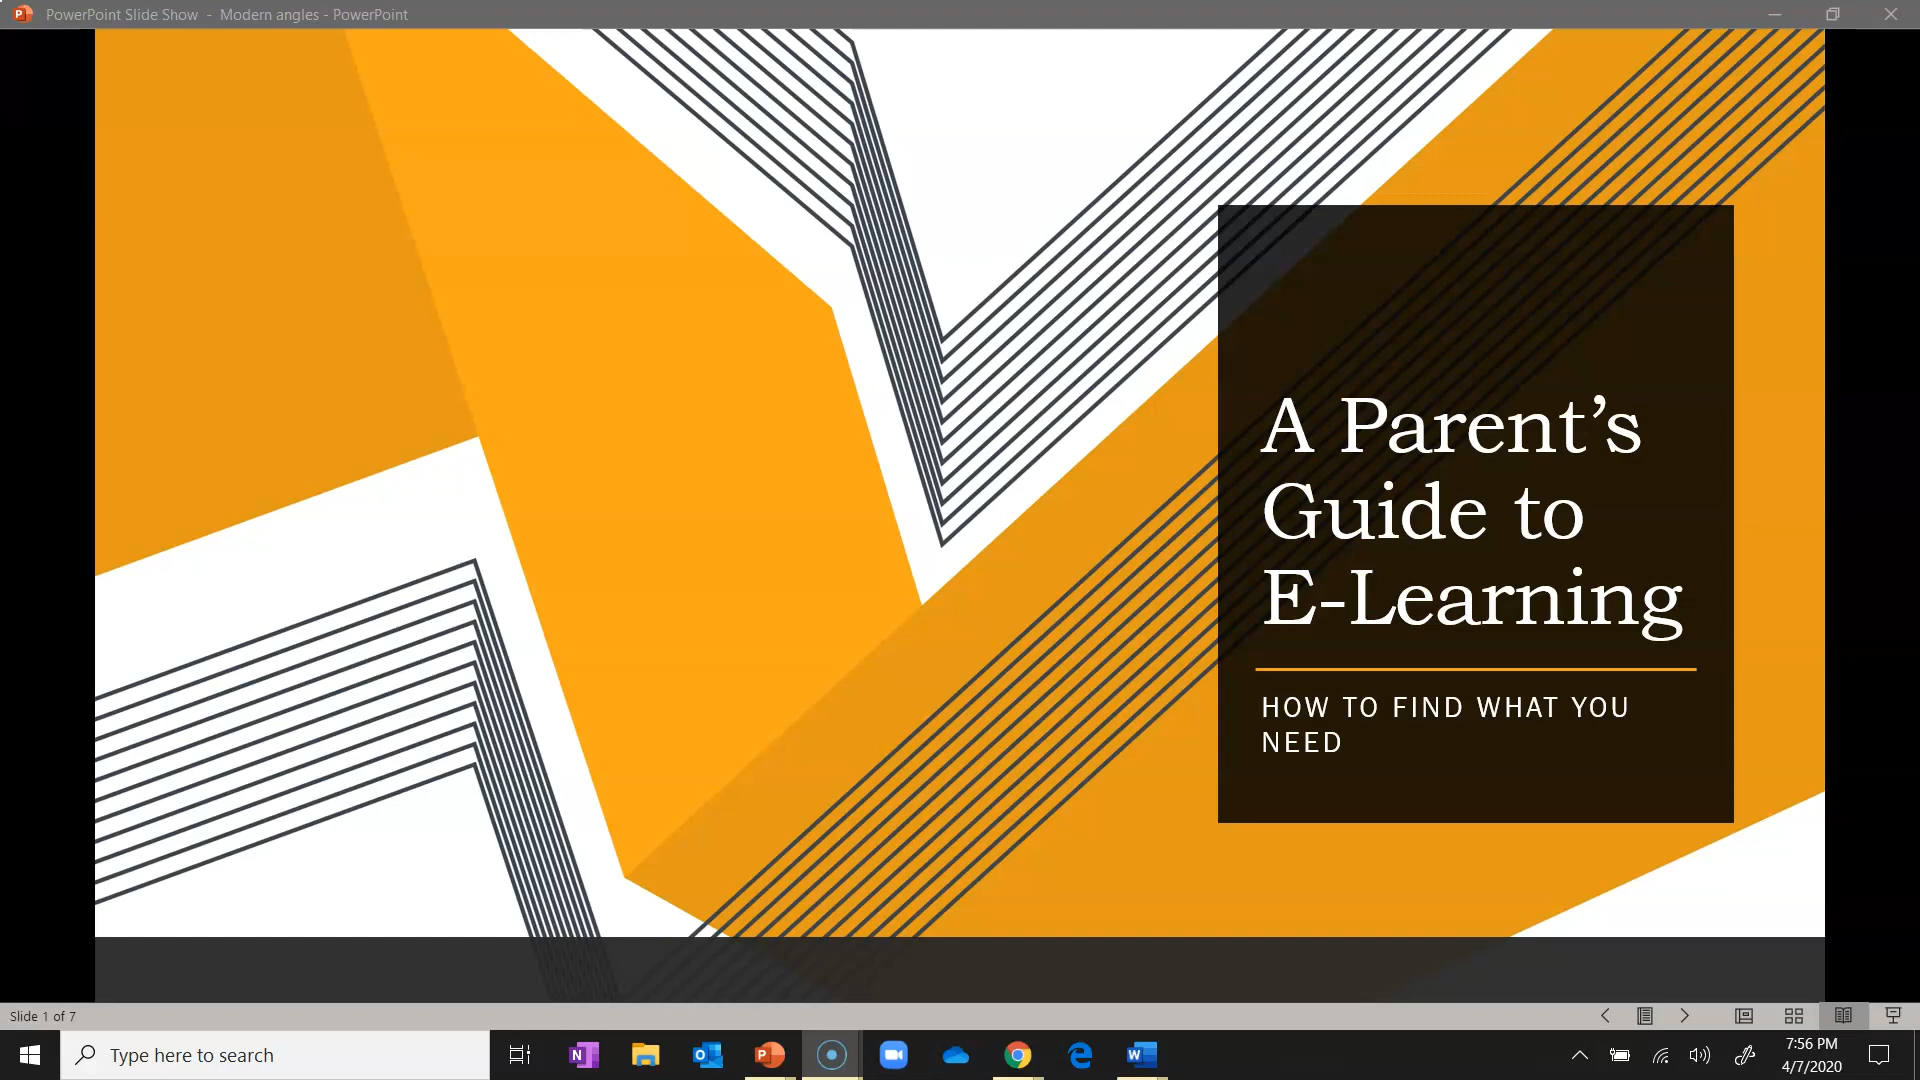 PowerPoint Slide Show - Modern angles - PowerPoint
A Parent’s
Guide to
E-Learning
HOW TO FIND WHAT YOU
NEED
Slide 1 of 7
Type here to search
7:56 PM
4/7/2020